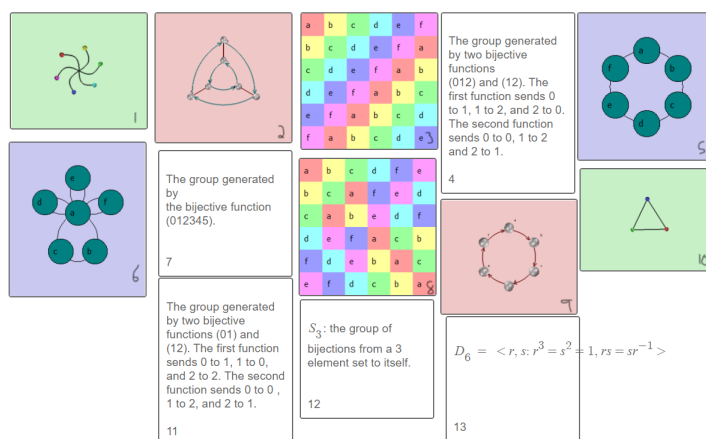 1
2
a b c d e f
b c d e f a
c d e f a b
d e f a b c
e f a b c d
f a b c d e
3
The group generated
by two bijective
functions
(012) and (12). The
first function sends 0
to 1, 1 to 2, and 2 to 0.
The second function
sends 0 to 0, 1 to 2
and 2 to 1.
4
a
f b
e c
d
5
e
d a f
c b
6
The group generated
by
the bijective function
(012345).
7
a b c d f e
b c a f e d
c a b e d f
d e f a c b
f d e b a c
e f d c b a
8
9
10
The group generated
by two bijective
functions (01) and
(12). The first function
sends 0 to 1, 1 to 0,
and 2 to 2. The second
function sends 0 to 0 ,
1 to 2, and 2 to 1.
11
S₃: the group of
bijections from a 3
element set to itself.
12
D₆ = < r, s: r³ = s² = 1, rs = sr⁻¹ >
13